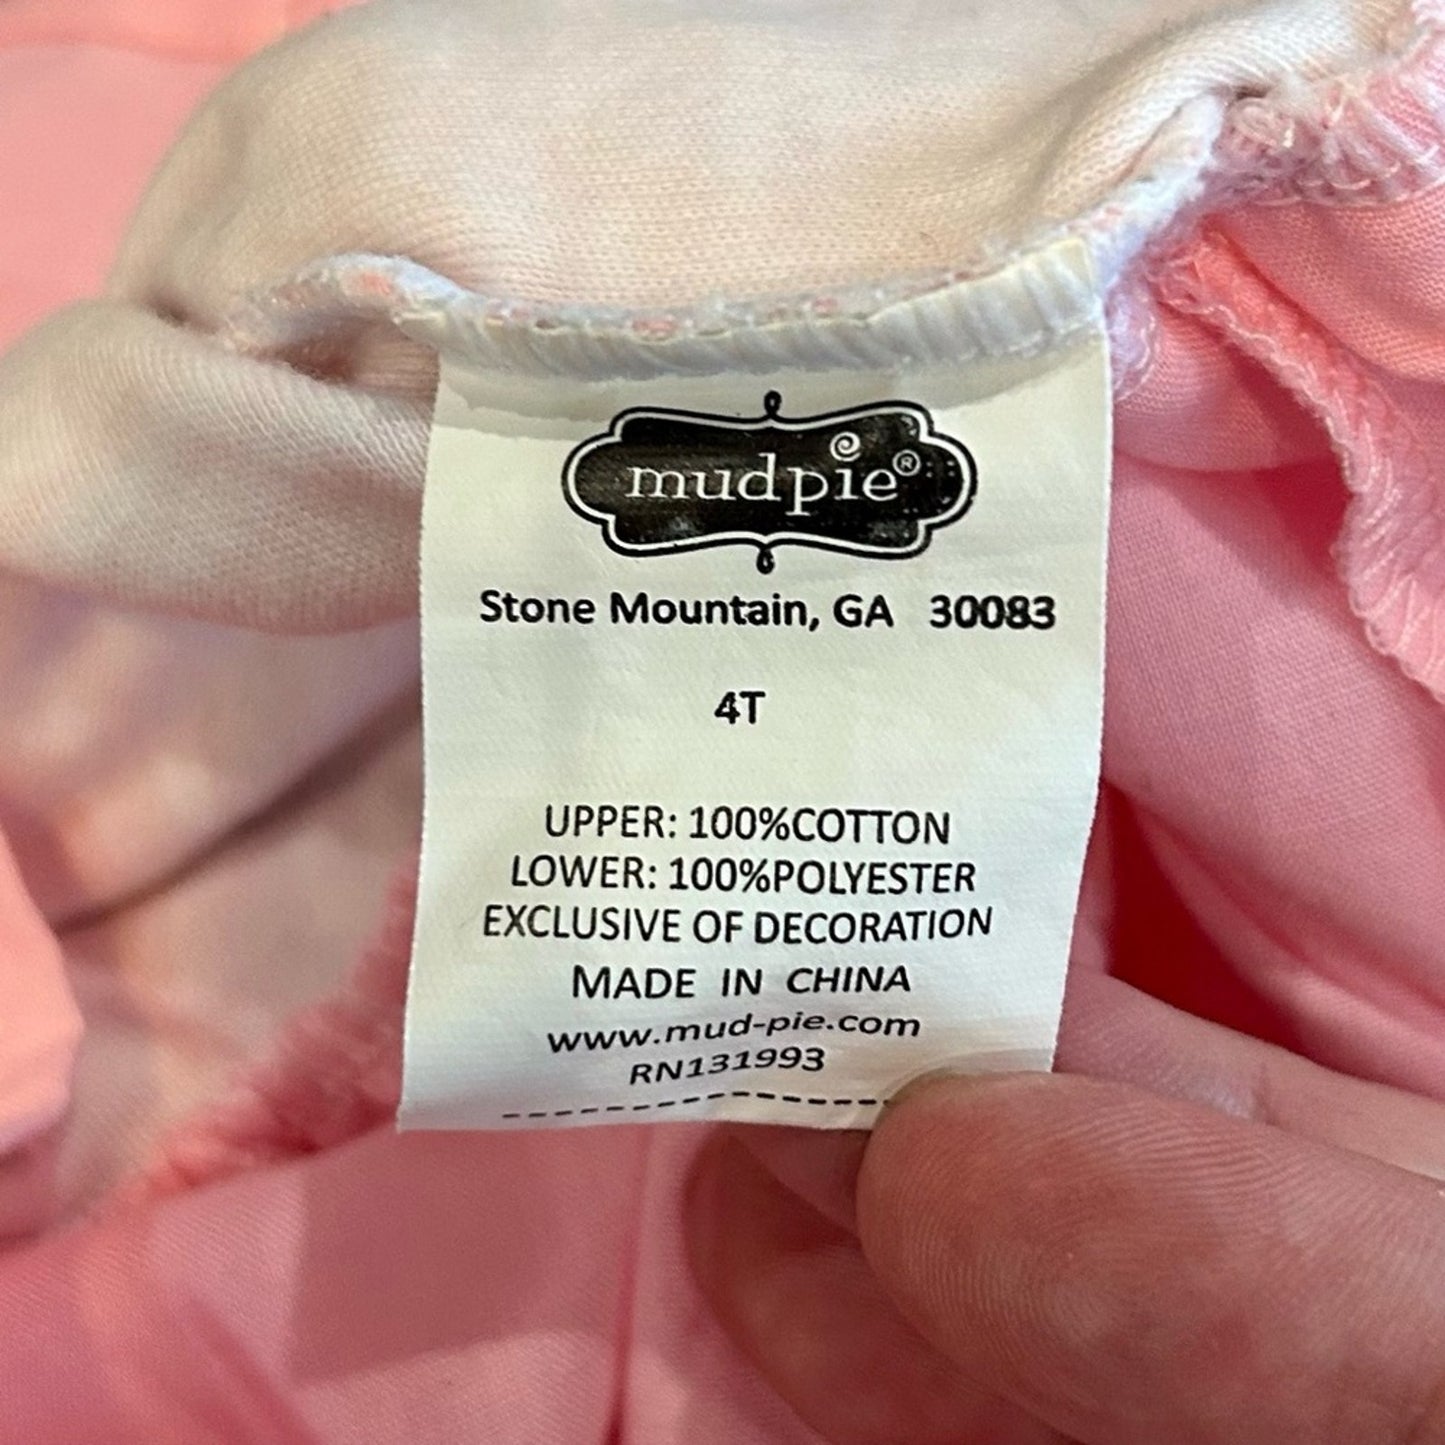 mudpie®
Stone Mountain, GA 30083
4T
UPPER: 100%COTTON
LOWER: 100%POLYESTER
EXCLUSIVE OF DECORATION
MADE IN CHINA
www.mud-pie.com
RN131993